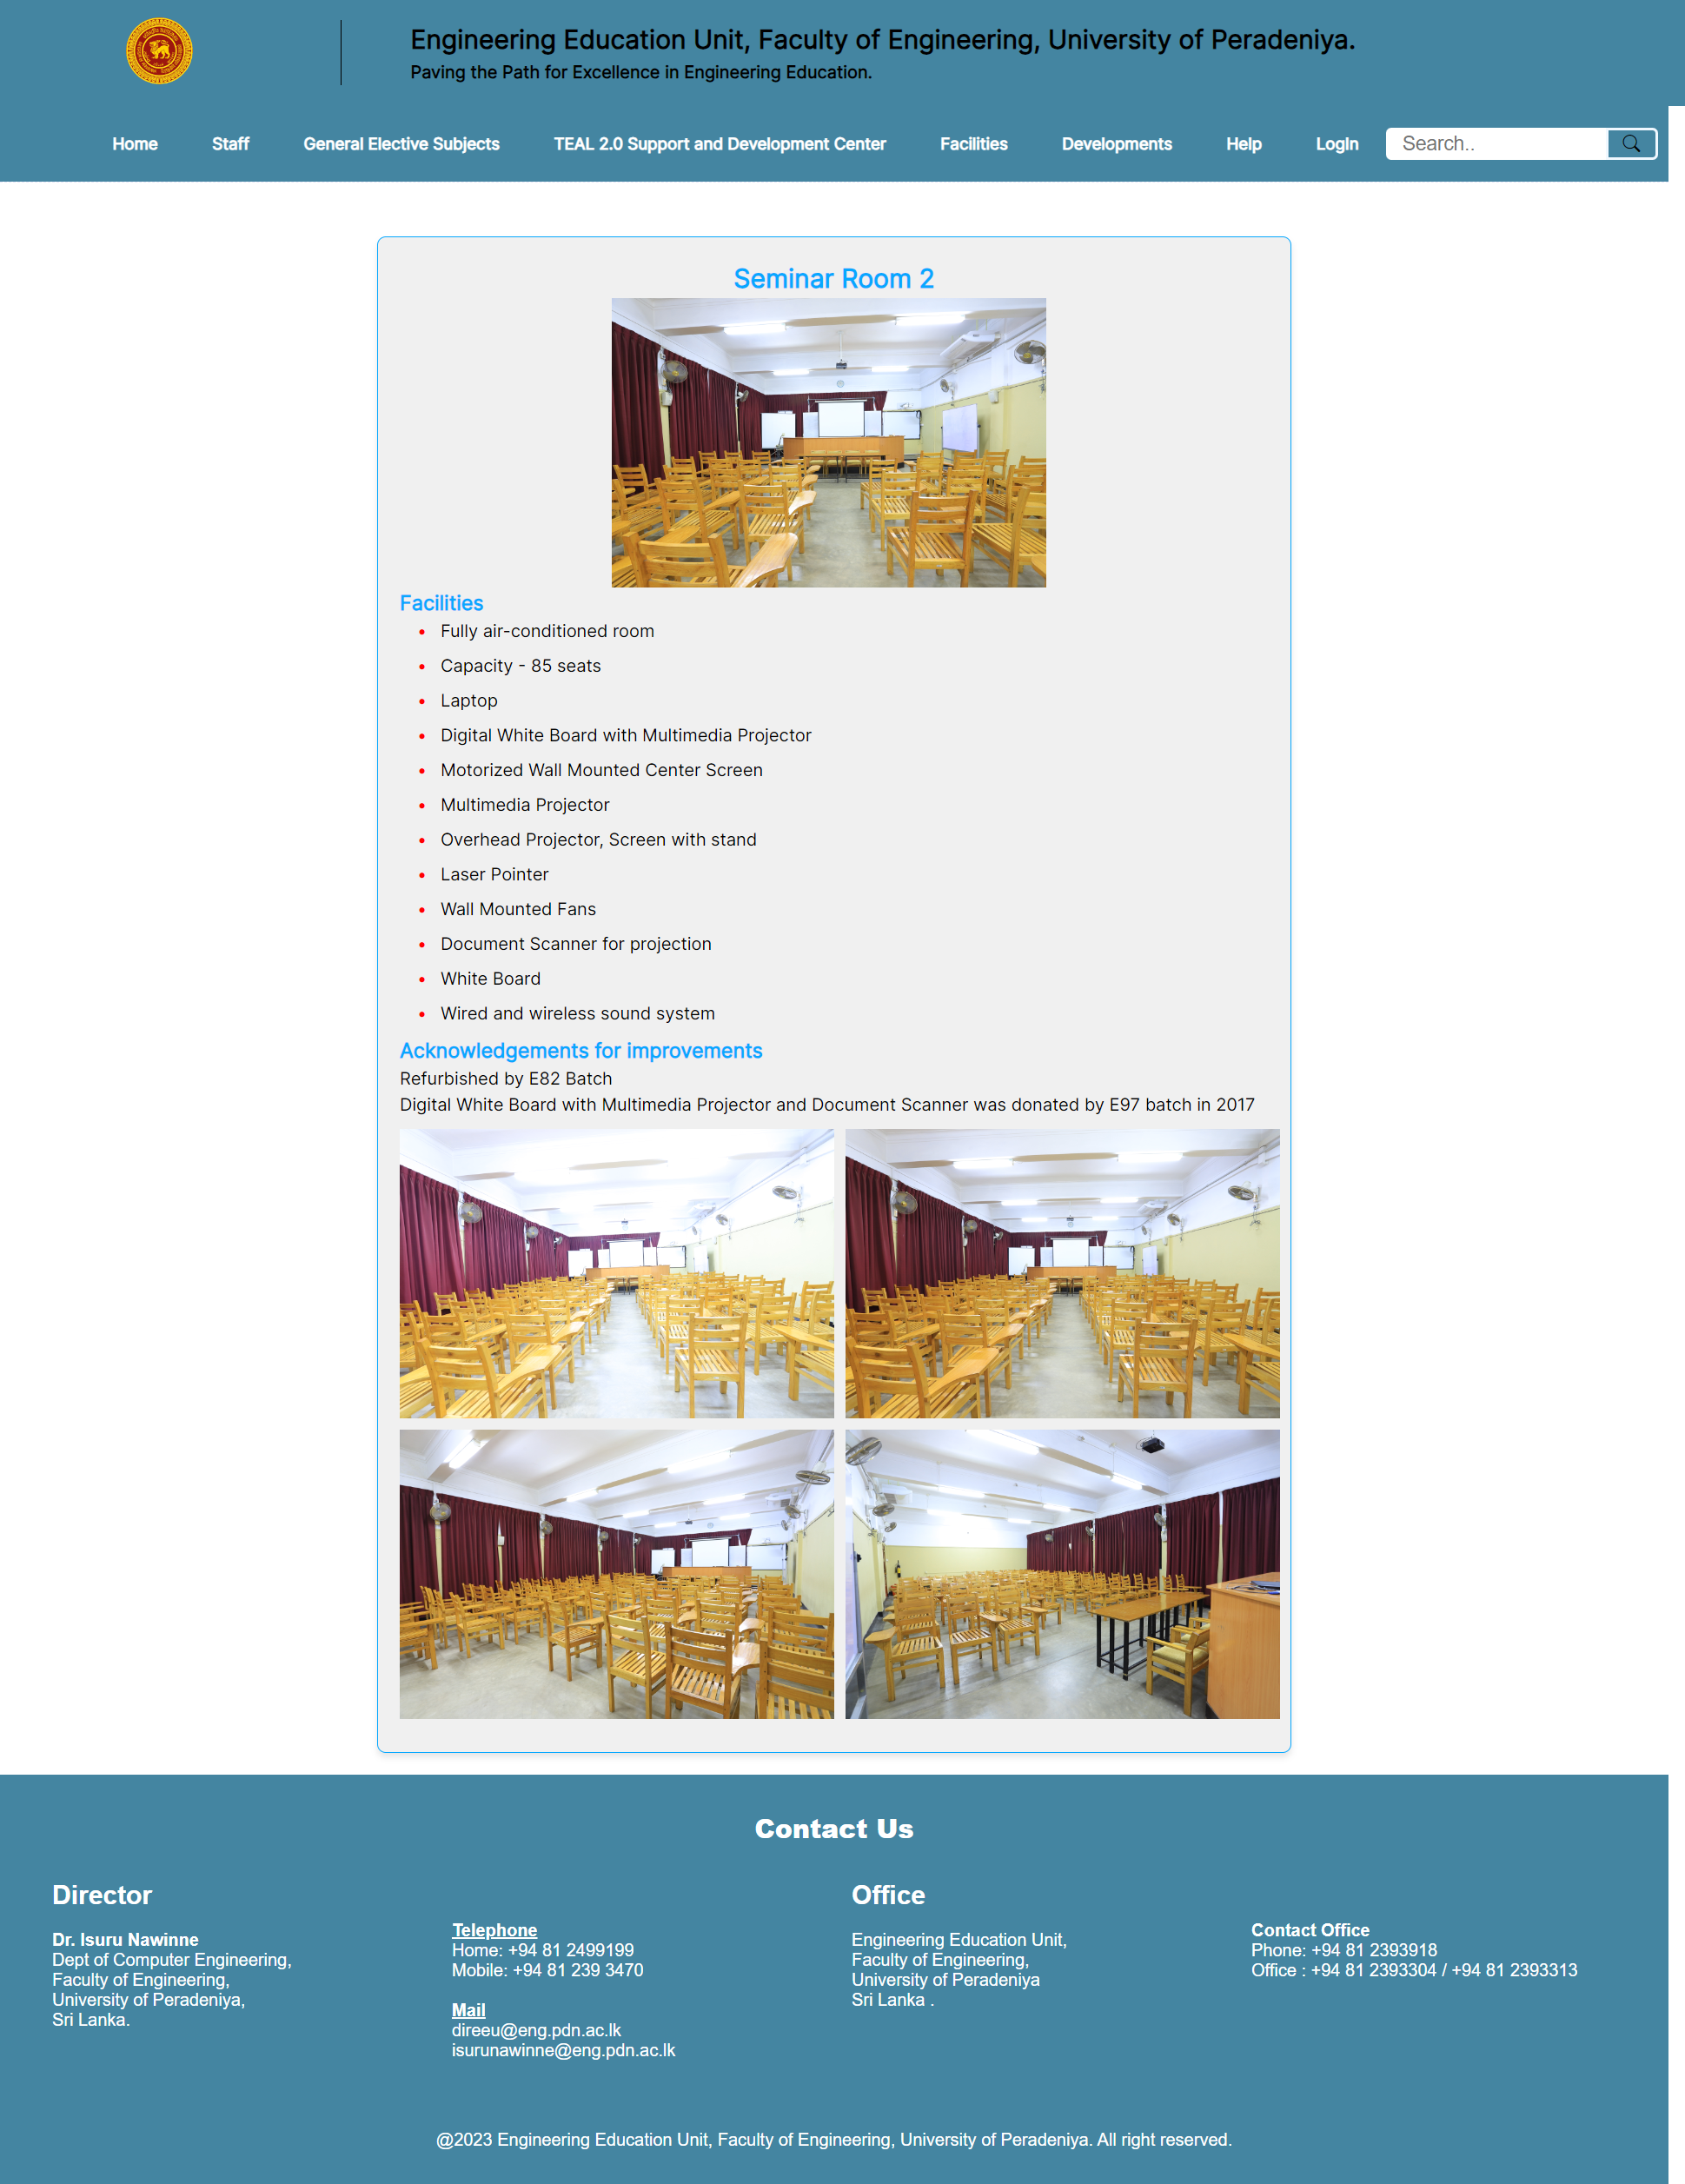 Engineering Education Unit, Faculty of Engineering, University of Peradeniya.
Paving the Path for Excellence in Engineering Education.
Home Staff General Elective Subjects TEAL 2.0 Support and Development Center Facilities Developments Help LogIn Search..
Seminar Room 2
Facilities
• Fully air-conditioned room
• Capacity - 85 seats
• Laptop
• Digital White Board with Multimedia Projector
• Motorized Wall Mounted Center Screen
• Multimedia Projector
• Overhead Projector, Screen with stand
• Laser Pointer
• Wall Mounted Fans
• Document Scanner for projection
• White Board
• Wired and wireless sound system
Acknowledgements for improvements
Refurbished by E82 Batch
Digital White Board with Multimedia Projector and Document Scanner was donated by E97 batch in 2017
Contact Us
Director
Dr. Isuru Nawinne
Dept of Computer Engineering,
Faculty of Engineering,
University of Peradeniya,
Sri Lanka.
Telephone
Home: +94 81 2499199
Mobile: +94 81 239 3470
Mail
direeu@eng.pdn.ac.lk
isurunawinne@eng.pdn.ac.lk
Office
Engineering Education Unit,
Faculty of Engineering,
University of Peradeniya
Sri Lanka .
Contact Office
Phone: +94 81 2393918
Office : +94 81 2393304 / +94 81 2393313
@2023 Engineering Education Unit, Faculty of Engineering, University of Peradeniya. All right reserved.